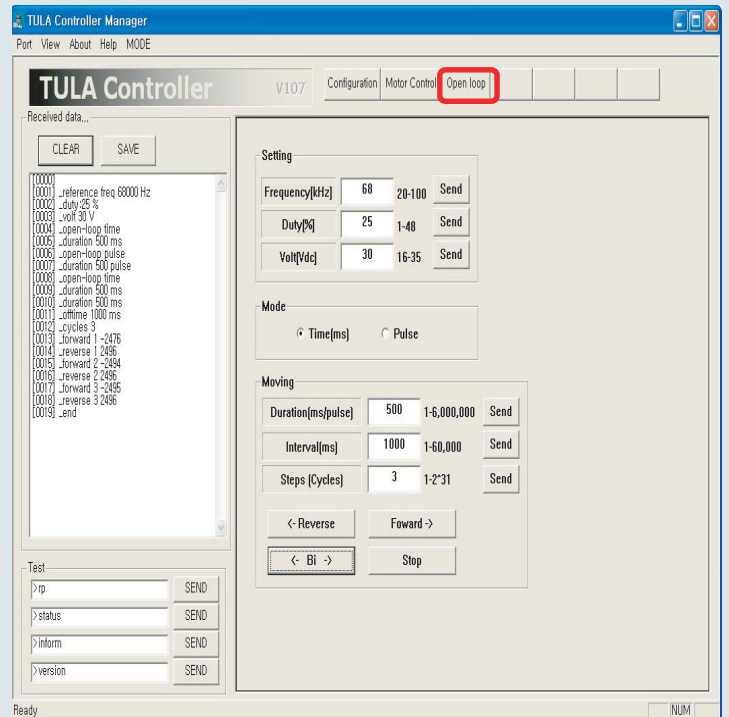 TULA Controller Manager
Port View About Help MODE
TULA Controller V107
Configuration Motor Control Open loop
Received data,,,
CLEAR SAVE
[0000]
[0001] _reference freq 68000 Hz
[0002] _duty:25 %
[0003] _volt 30 V
[0004] _open-loop time
[0005] _duration 500 ms
[0006] _open-loop pulse
[0007] _duration 500 pulse
[0008] _open-loop time
[0009] _duration 500 ms
[0010] _duration 500 ms
[0011] _offtime 1000 ms
[0012] _cycles 3
[0013] _forward 1 -2476
[0014] _reverse 1 2496
[0015] _forward 2 -2494
[0016] _reverse 2 2496
[0017] _forward 3 -2495
[0018] _reverse 3 2496
[0019] _end
Test
>rp SEND
>status SEND
>inform SEND
>version SEND
Setting
Frequency[kHz] 68 20-100 Send
Duty[%] 25 1-48 Send
Volt[Vdc] 30 16-35 Send
Mode
Time(ms) Pulse
Moving
Duration(ms/pulse) 500 1-6,000,000 Send
Interval(ms) 1000 1-60,000 Send
Steps (Cycles) 3 1-2^31 Send
<- Reverse Foward ->
<- Bi -> Stop
Ready NUM